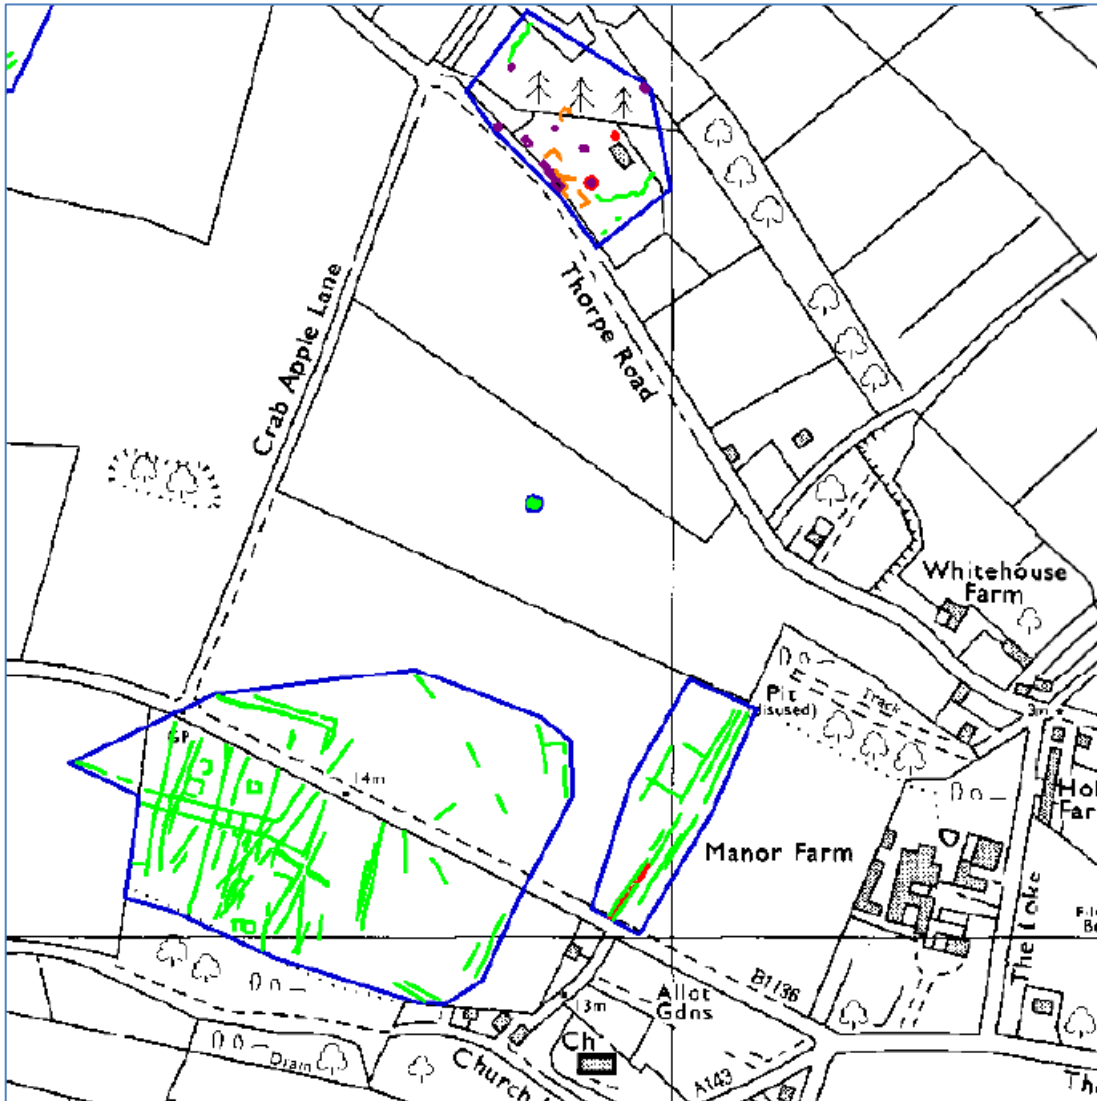 Crab Apple Lane
Thorpe Road
Whitehouse
Farm
Pit
(disused)
Track
3m
GP
14m
Manor Farm
The Loke
B1136
Allot
Gdns
13m
Ch
A143
Drain
Church